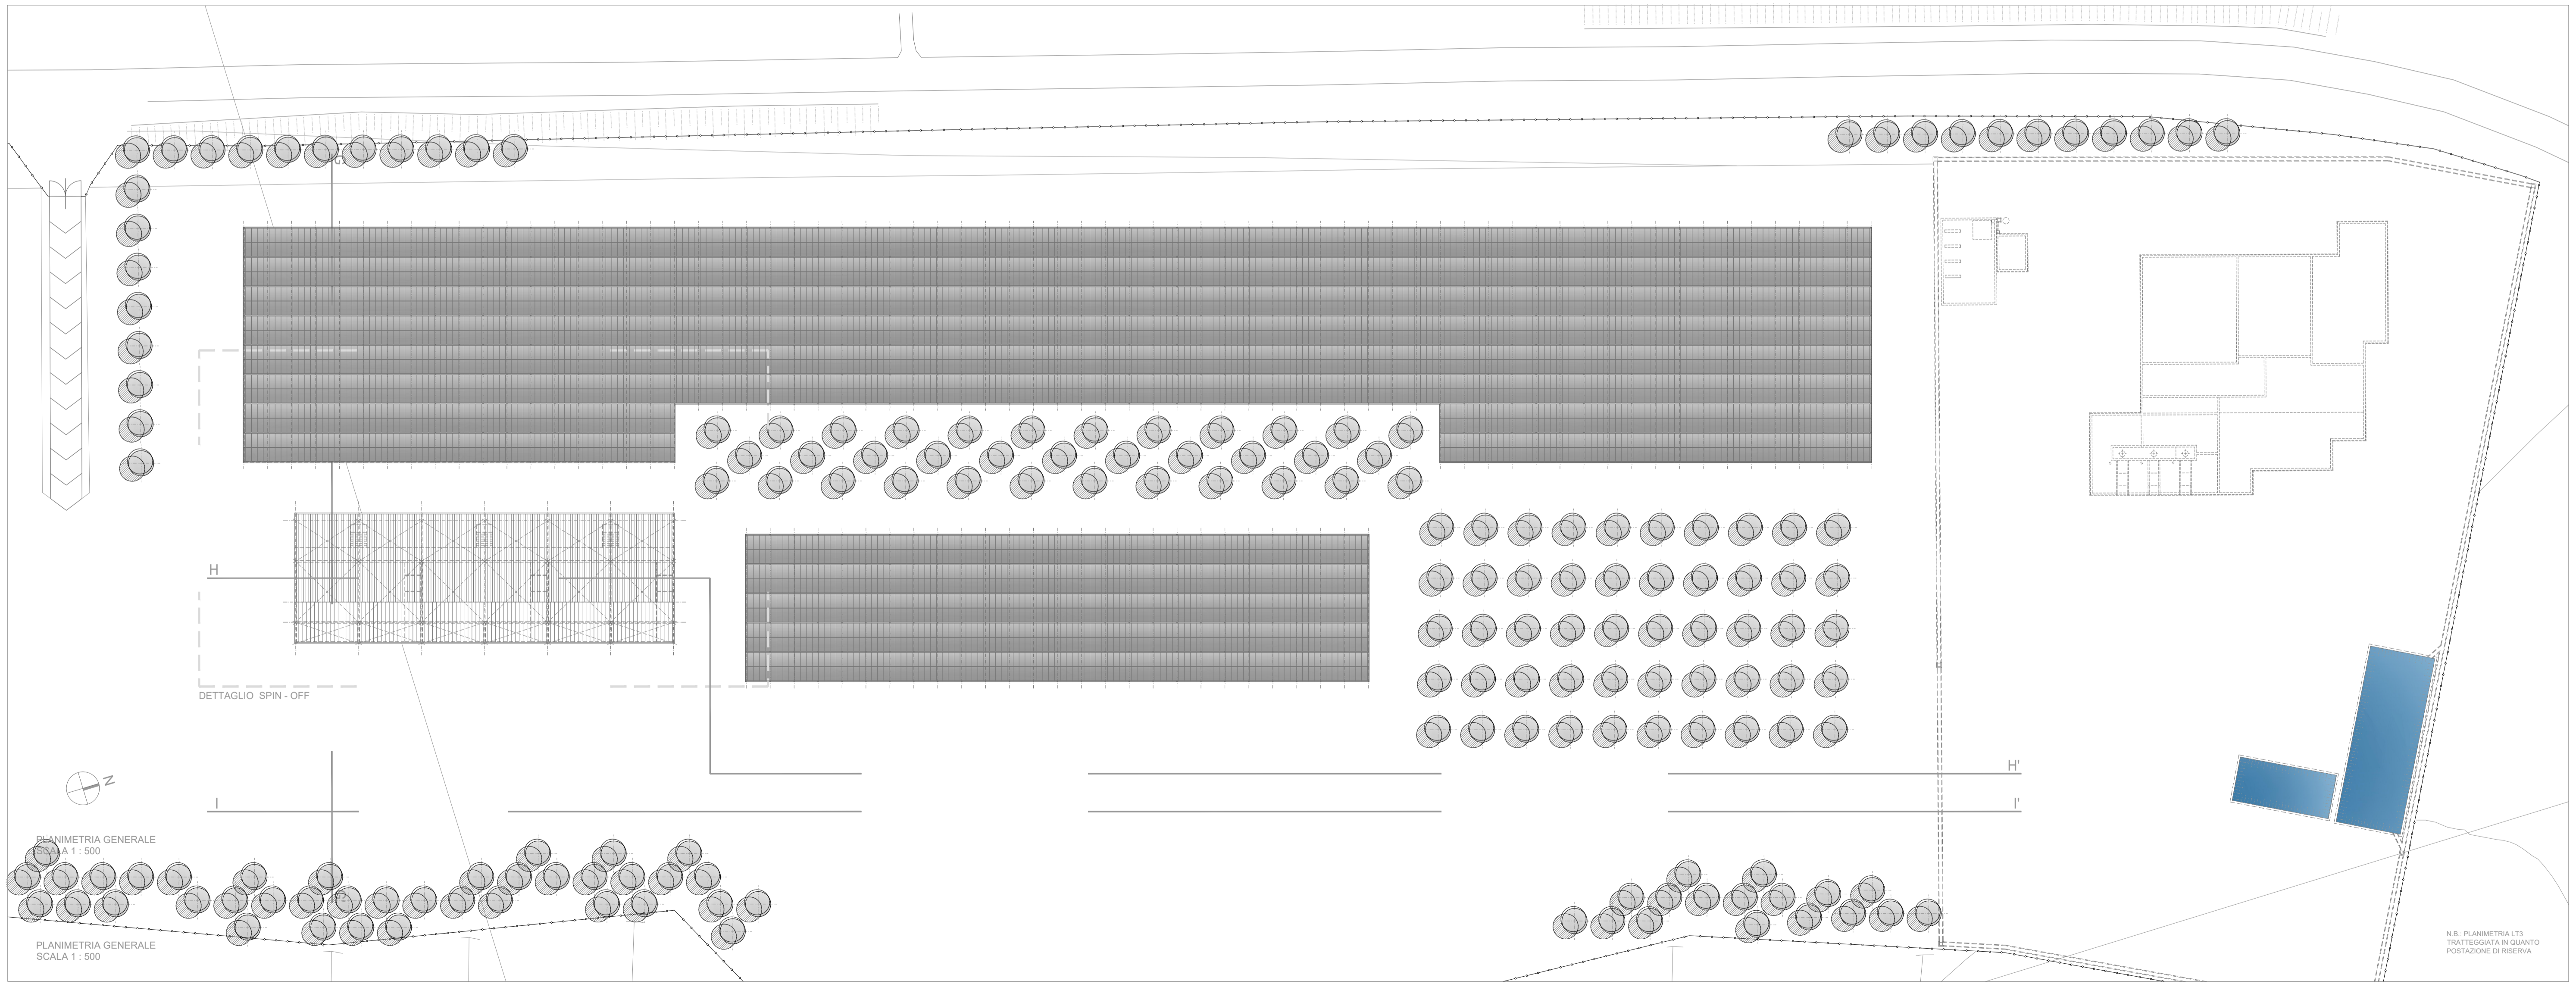 G1
H
DETTAGLIO SPIN - OFF
H'
N
I
I'
PLANIMETRIA GENERALE
SCALA 1 : 500
PLANIMETRIA GENERALE
SCALA 1 : 500
N.B.: PLANIMETRIA LT3
TRATTEGGIATA IN QUANTO
POSTAZIONE DI RISERVA